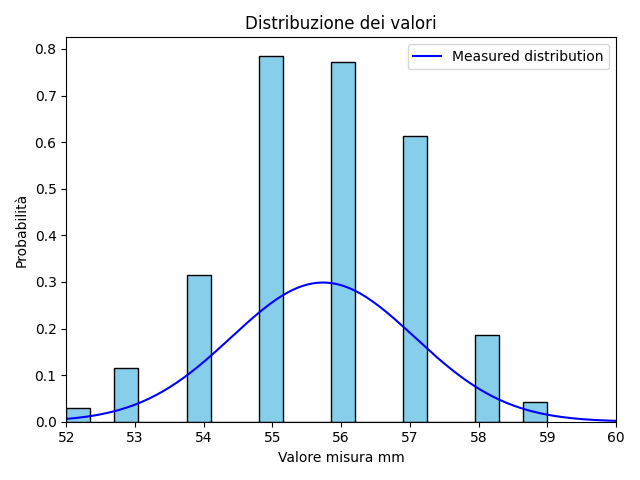 Distribuzione dei valori
Measured distribution
Probabilità
0.8
0.7
0.6
0.5
0.4
0.3
0.2
0.1
0.0
52 53 54 55 56 57 58 59 60
Valore misura mm